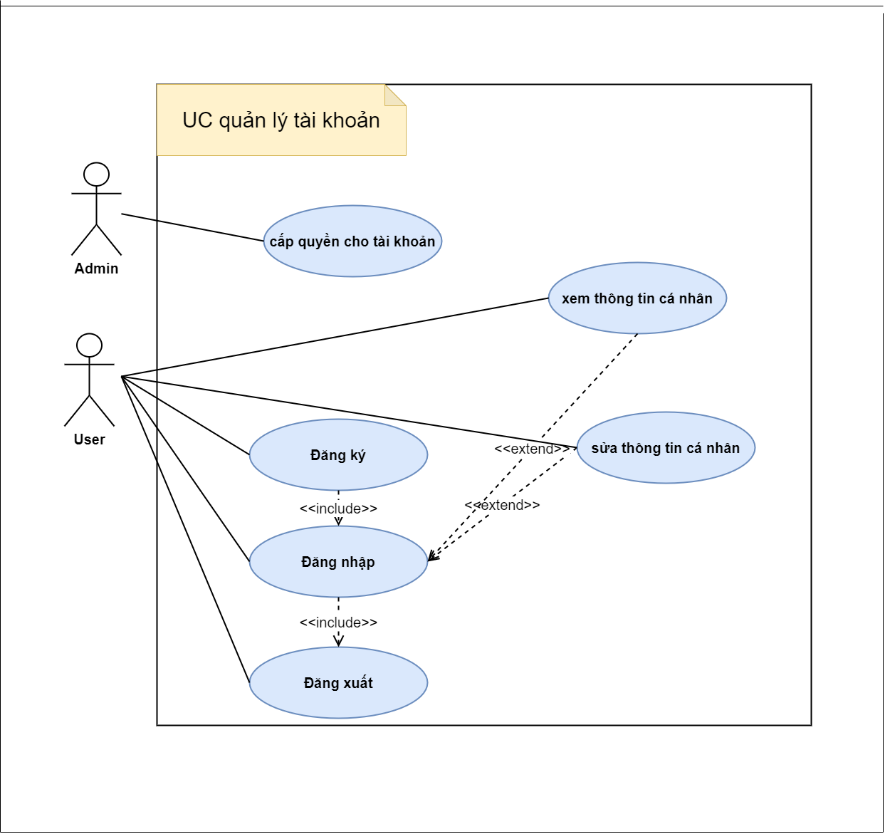 UC quản lý tài khoản
cấp quyền cho tài khoản
Admin
xem thông tin cá nhân
User
Đăng ký
<<extend>>
sửa thông tin cá nhân
<<include>>
<<extend>>
Đăng nhập
<<include>>
Đăng xuất